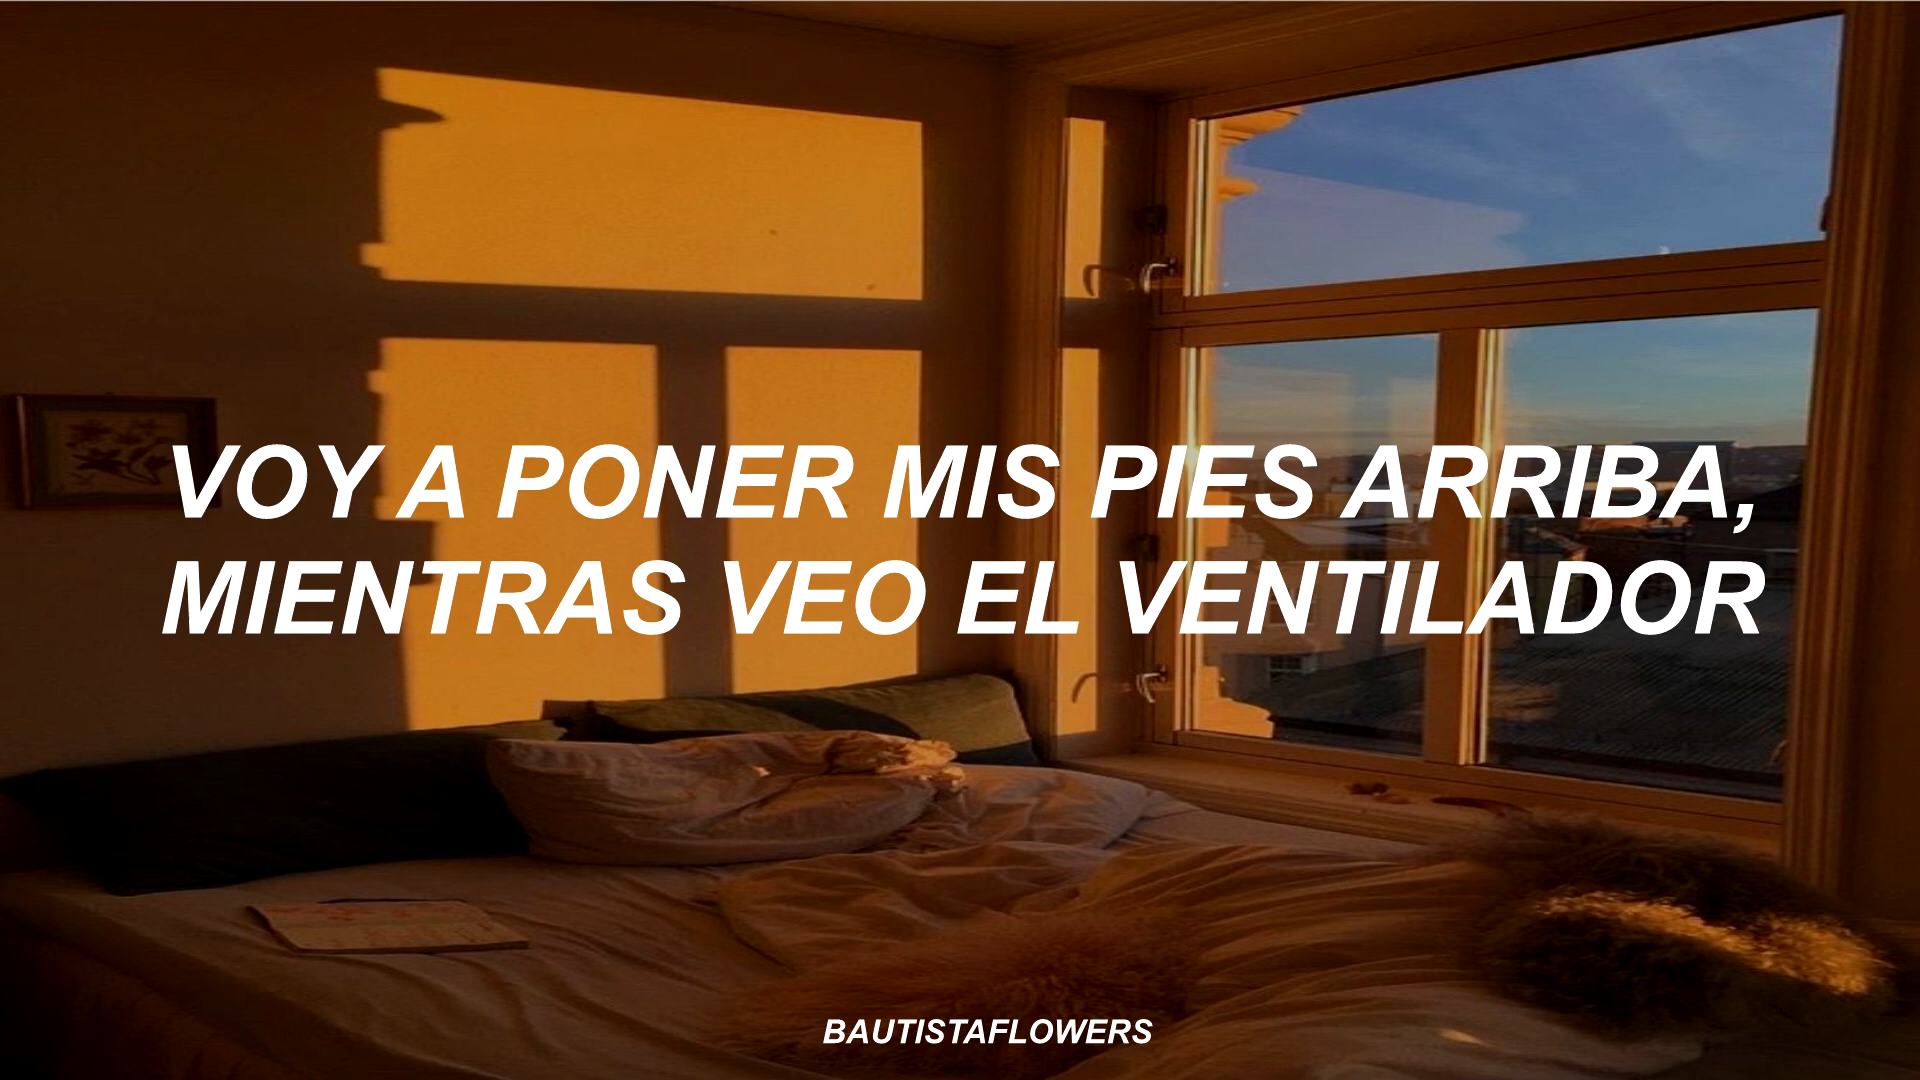 VOY A PONER MIS PIES ARRIBA,
MIENTRAS VEO EL VENTILADOR
BAUTISTAFLOWERS